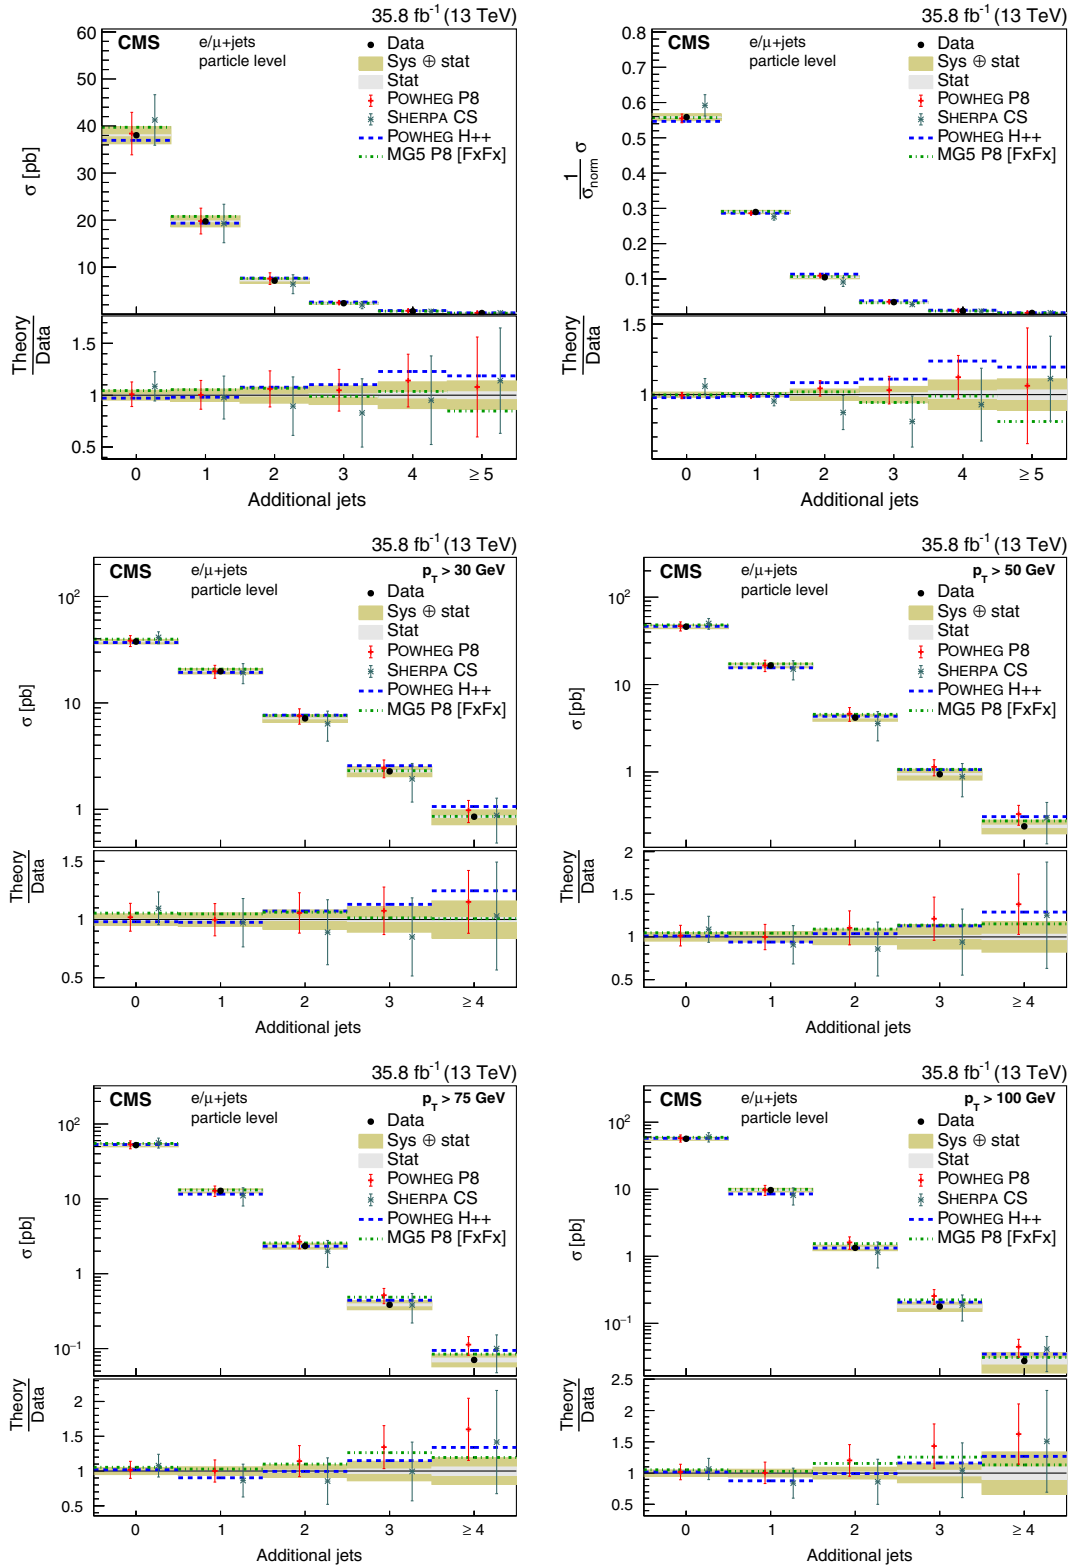 35.8 fb-1 (13 TeV)
CMS
e/μ+jets
particle level
Data
Sys ⊕ stat
Stat
POWHEG P8
SHERPA CS
POWHEG H++
MG5 P8 [FxFx]
σ [pb]
60
50
40
30
20
10
Theory
Data
1.5
1
0.5
0 1 2 3 4 ≥ 5
Additional jets
35.8 fb-1 (13 TeV)
CMS
e/μ+jets
particle level
Data
Sys ⊕ stat
Stat
POWHEG P8
SHERPA CS
POWHEG H++
MG5 P8 [FxFx]
1/σnorm σ
0.8
0.7
0.6
0.5
0.4
0.3
0.2
0.1
Theory
Data
1.5
1
0 1 2 3 4 ≥ 5
Additional jets
35.8 fb-1 (13 TeV)
CMS
e/μ+jets
particle level
pT > 30 GeV
Data
Sys ⊕ stat
Stat
POWHEG P8
SHERPA CS
POWHEG H++
MG5 P8 [FxFx]
σ [pb]
10²
10
1
Theory
Data
1.5
1
0.5
0 1 2 3 ≥ 4
Additional jets
35.8 fb-1 (13 TeV)
CMS
e/μ+jets
particle level
pT > 50 GeV
Data
Sys ⊕ stat
Stat
POWHEG P8
SHERPA CS
POWHEG H++
MG5 P8 [FxFx]
σ [pb]
10²
10
1
Theory
Data
2
1.5
1
0.5
0 1 2 3 ≥ 4
Additional jets
35.8 fb-1 (13 TeV)
CMS
e/μ+jets
particle level
pT > 75 GeV
Data
Sys ⊕ stat
Stat
POWHEG P8
SHERPA CS
POWHEG H++
MG5 P8 [FxFx]
σ [pb]
10²
10
1
10⁻¹
Theory
Data
2
1.5
1
0.5
0 1 2 3 ≥ 4
Additional jets
35.8 fb-1 (13 TeV)
CMS
e/μ+jets
particle level
pT > 100 GeV
Data
Sys ⊕ stat
Stat
POWHEG P8
SHERPA CS
POWHEG H++
MG5 P8 [FxFx]
σ [pb]
10²
10
1
10⁻¹
Theory
Data
2.5
2
1.5
1
0.5
0 1 2 3 ≥ 4
Additional jets